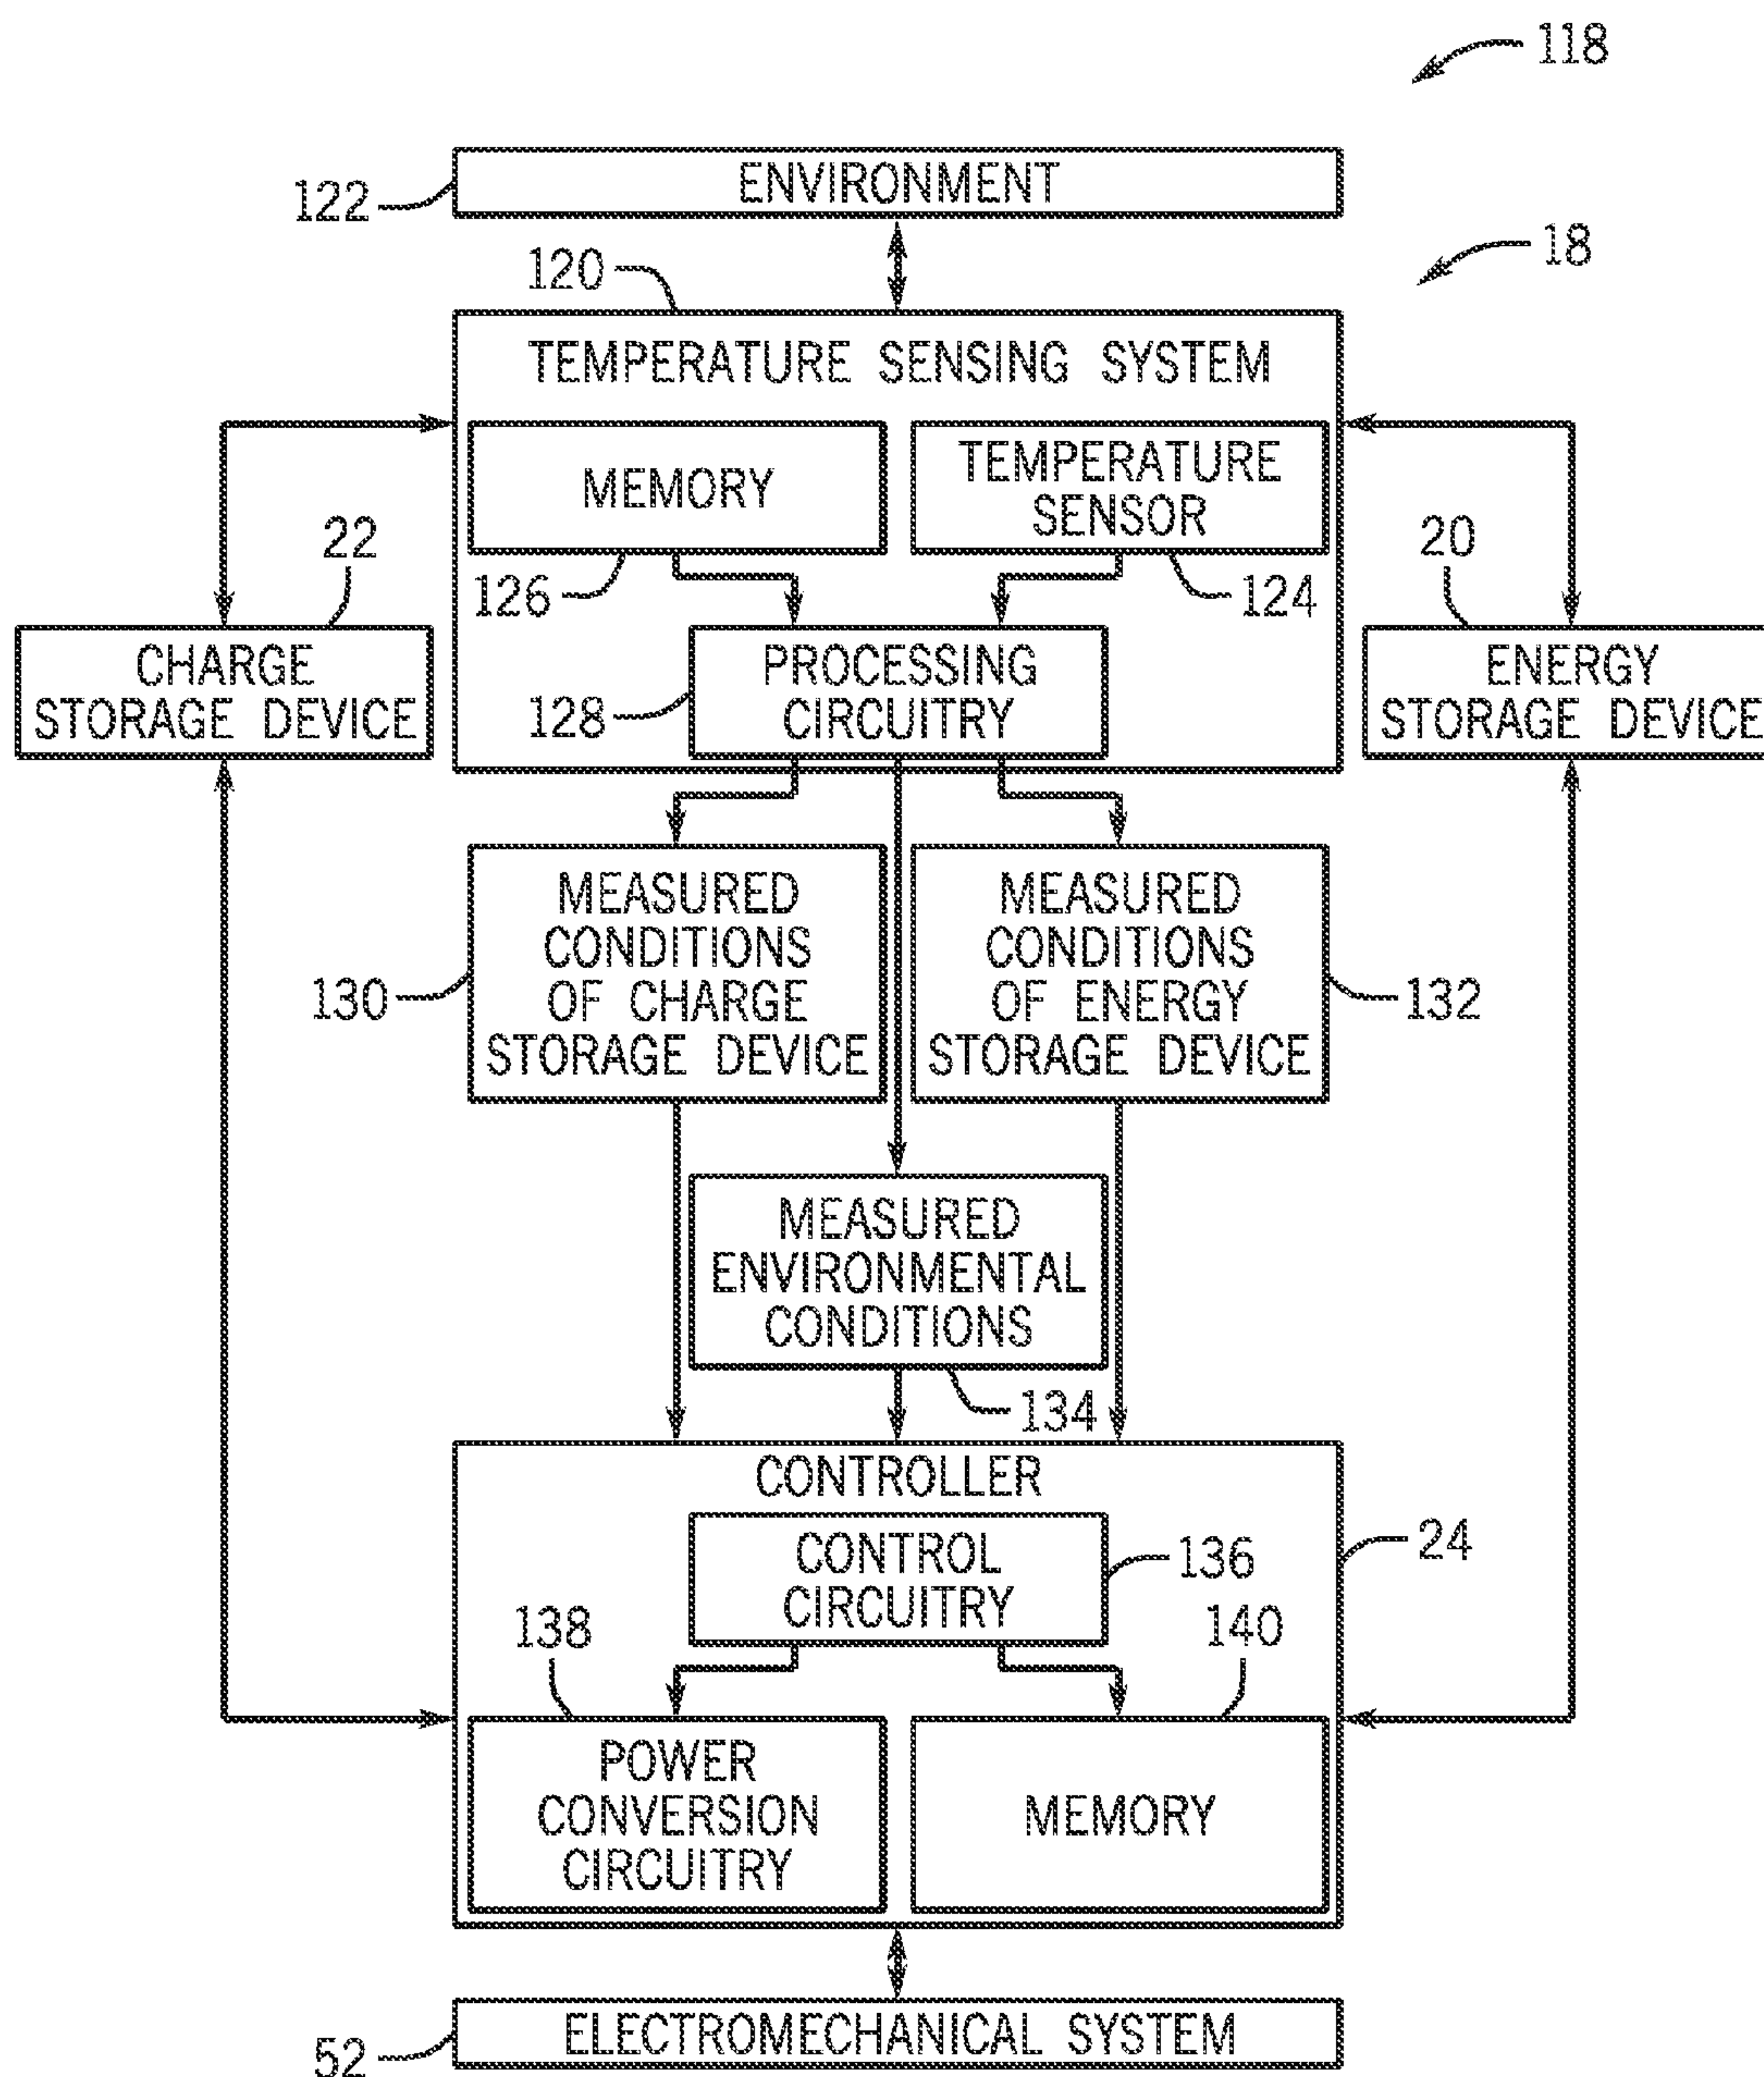 118
ENVIRONMENT
122
18
120
TEMPERATURE SENSING SYSTEM
MEMORY
TEMPERATURE
SENSOR
22
20
126
124
CHARGE
STORAGE DEVICE
PROCESSING
CIRCUITRY
128
ENERGY
STORAGE DEVICE
MEASURED
CONDITIONS
OF CHARGE
STORAGE DEVICE
130
MEASURED
CONDITIONS
OF ENERGY
STORAGE DEVICE
132
MEASURED
ENVIRONMENTAL
CONDITIONS
134
CONTROLLER
CONTROL
CIRCUITRY
136
24
138
140
POWER
CONVERSION
CIRCUITRY
MEMORY
ELECTROMECHANICAL SYSTEM
52